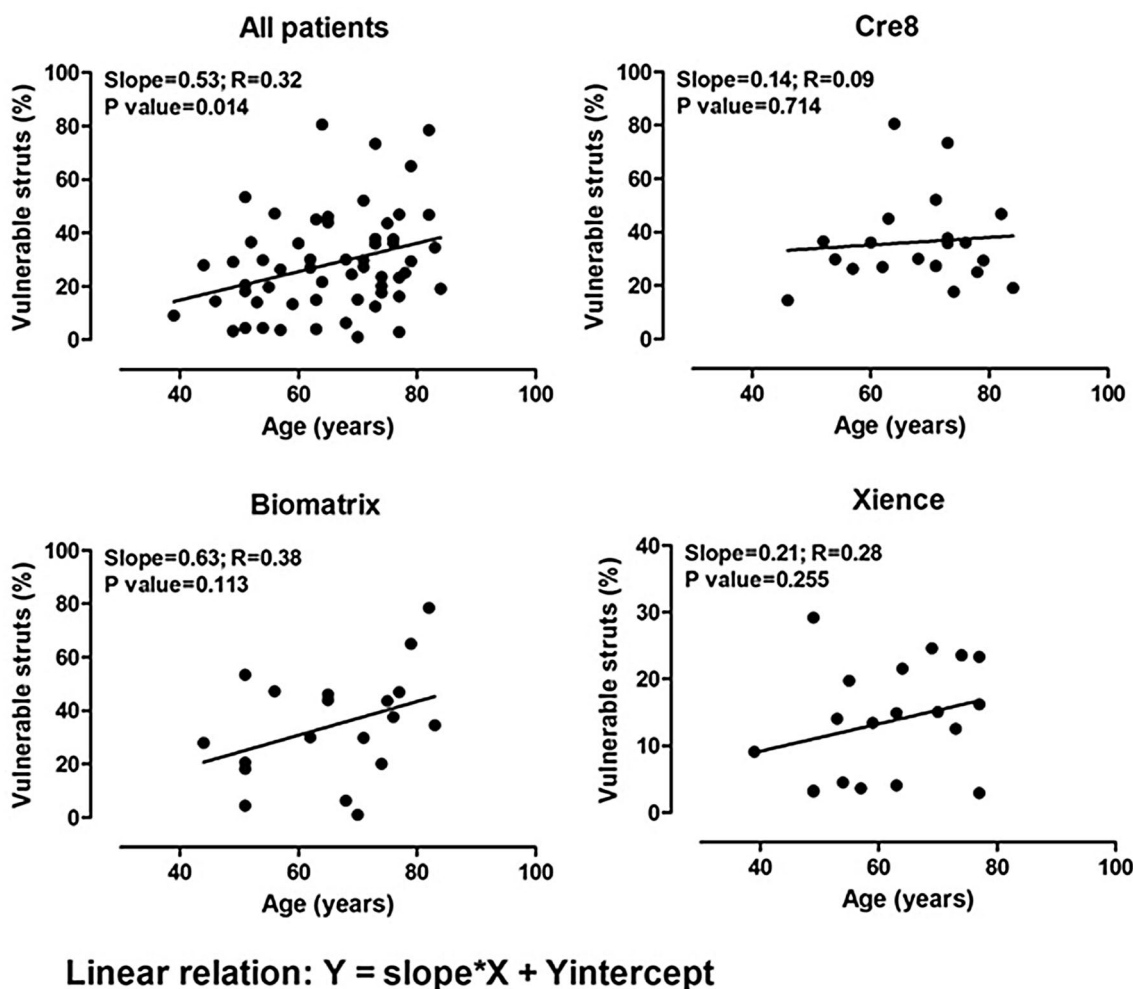 All patients
Slope=0.53; R=0.32
P value=0.014
Vulnerable struts (%)
100
80
60
40
20
0
40 60 80 100
Age (years)
Cre8
Slope=0.14; R=0.09
P value=0.714
Vulnerable struts (%)
100
80
60
40
20
0
40 60 80 100
Age (years)
Biomatrix
Slope=0.63; R=0.38
P value=0.113
Vulnerable struts (%)
100
80
60
40
20
0
40 60 80 100
Age (years)
Xience
Slope=0.21; R=0.28
P value=0.255
Vulnerable struts (%)
40
30
20
10
0
40 60 80 100
Age (years)
Linear relation: Y = slope*X + Yintercept